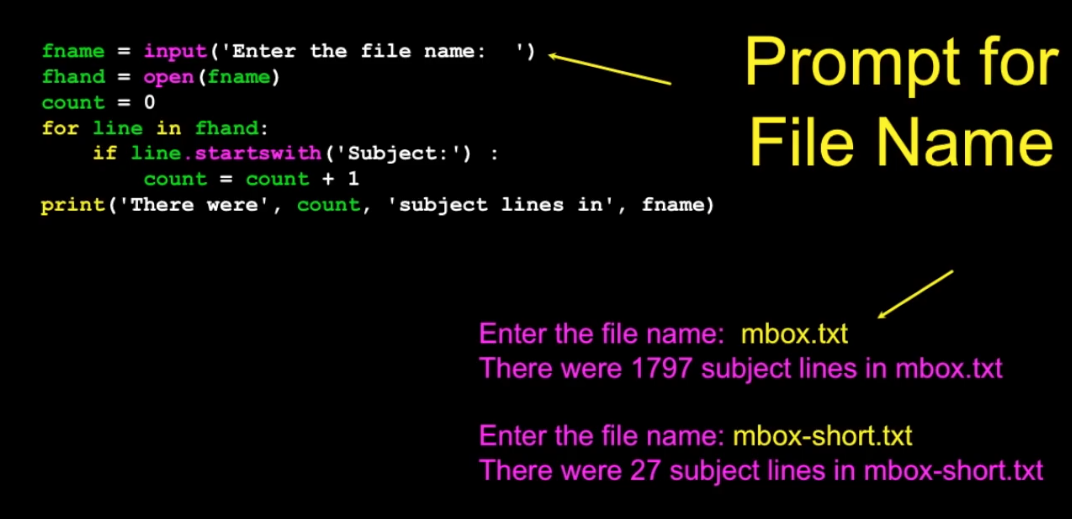 fname = input('Enter the file name:  ')
fhand = open(fname)
count = 0
for line in fhand:
    if line.startswith('Subject:') :
        count = count + 1
print('There were', count, 'subject lines in', fname)
Prompt for
File Name
Enter the file name:  mbox.txt
There were 1797 subject lines in mbox.txt
Enter the file name: mbox-short.txt
There were 27 subject lines in mbox-short.txt